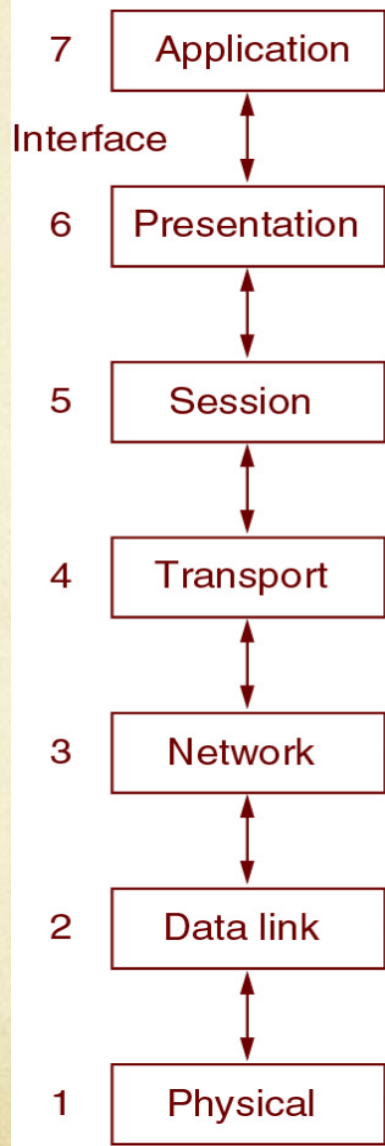 7 Application
Interface
6 Presentation
5 Session
4 Transport
3 Network
2 Data link
1 Physical